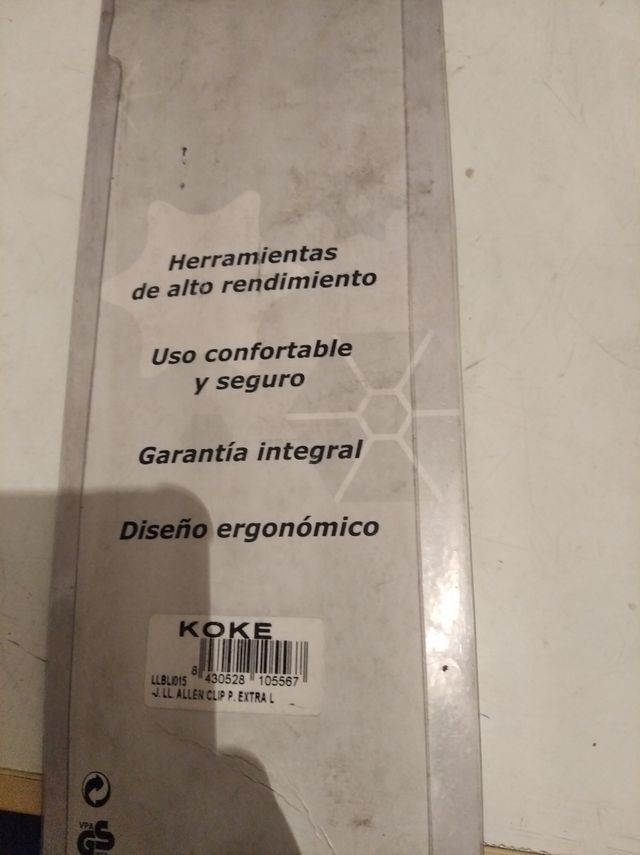 Herramientas
de alto rendimiento
Uso confortable
y seguro
Garantía integral
Diseño ergonómico
KOKE
8 430528 105567
LLBLI015
-J. LL. ALLEN CLIP P. EXTRA L
VPA
GS